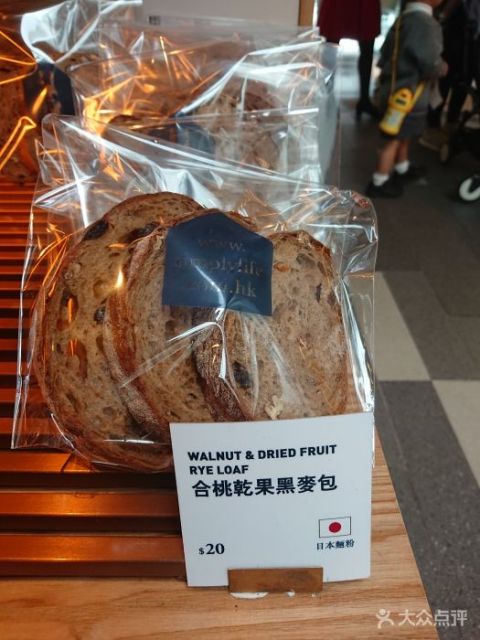 www.
simplylife
.com.hk
WALNUT & DRIED FRUIT
RYE LOAF
合桃乾果黑麥包
$20
日本麵粉
大众点评